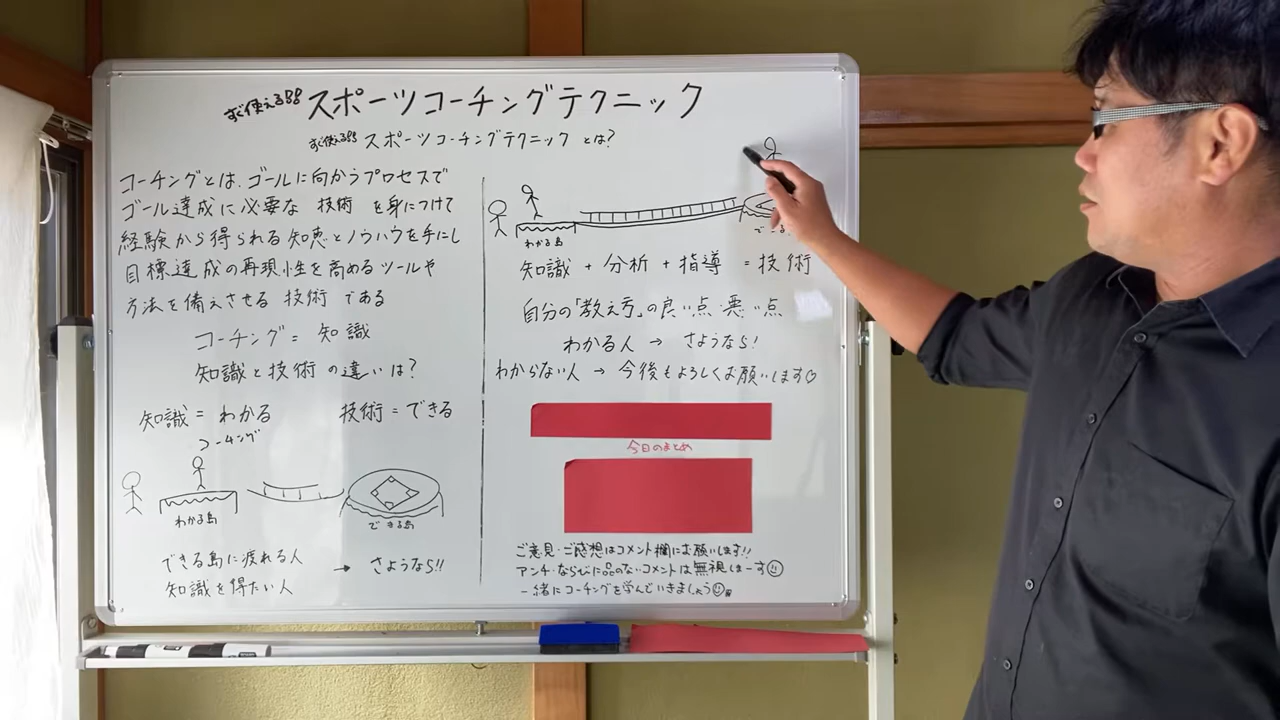 すぐ使える!! スポーツコーチングテクニック
すぐ使える!! スポーツコーチングテクニック とは?
コーチングとは、ゴールに向かうプロセスで
ゴール達成に必要な 技術 を身につけて
経験から得られる知恵とノウハウを手にし
目標達成の再現性を高めるツールや
方法を備えさせる 技術 である
コーチング = 知識
知識と技術の違いは?
知識 = わかる 技術 = できる
コーチング
わかる島 できる島
できる島に疲れる人
知識を得たい人
→ さようなら!!
わかる島 でき
知識 + 分析 + 指導 = 技術
自分の「教え方」の良い点・悪い点
わかる人 → さようなら!
わからない人 → 今後もよろしくお願いします♡
今日のまとめ
ご意見・ご感想はコメント欄にお願いします!!
アンチ・ならびに品のないコメントは無視しまーす☺
一緒にコーチングを学んでいきましょう☺